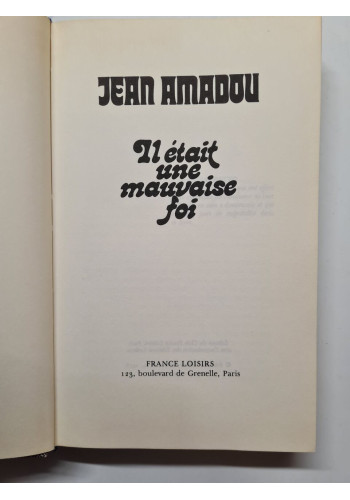 JEAN AMADOU
Il était
une
mauvaise
foi
FRANCE LOISIRS
123, boulevard de Grenelle, Paris